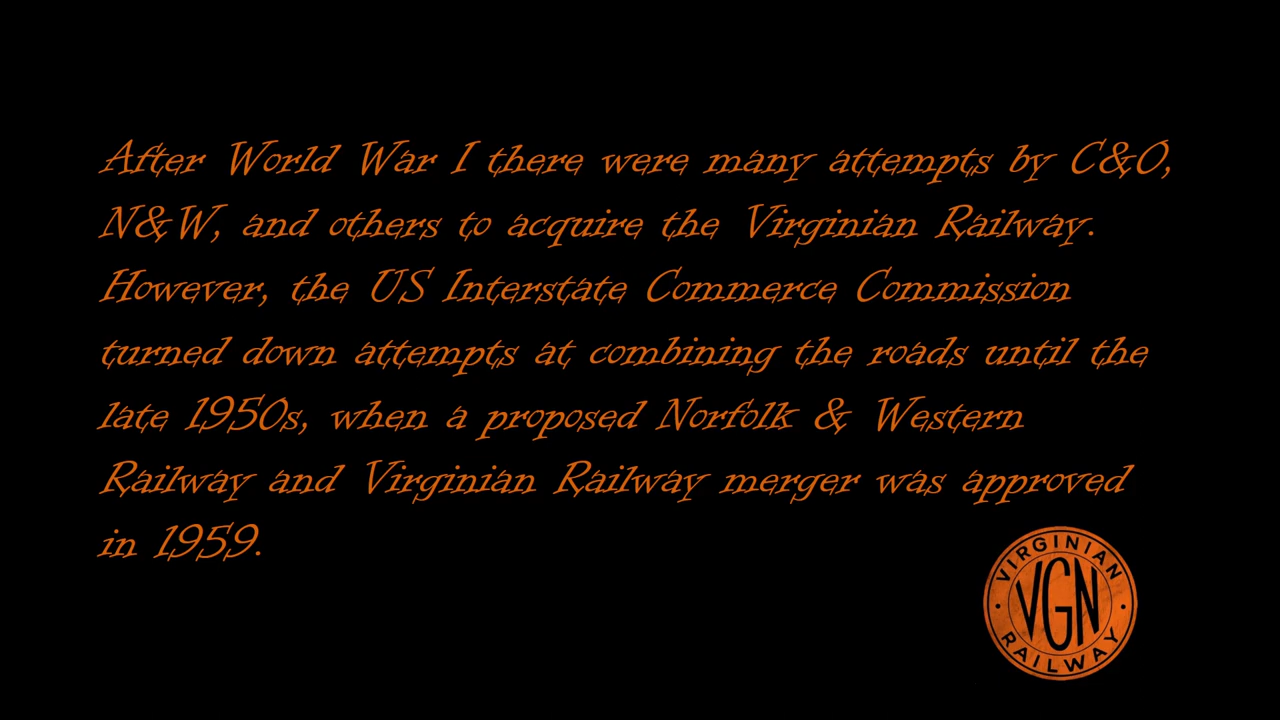 After World War I there were many attempts by C&O,
N&W, and others to acquire the Virginian Railway.
However, the US Interstate Commerce Commission
turned down attempts at combining the roads until the
late 1950s, when a proposed Norfolk & Western
Railway and Virginian Railway merger was approved
in 1959.
VIRGINIAN
VGN
RAILWAY